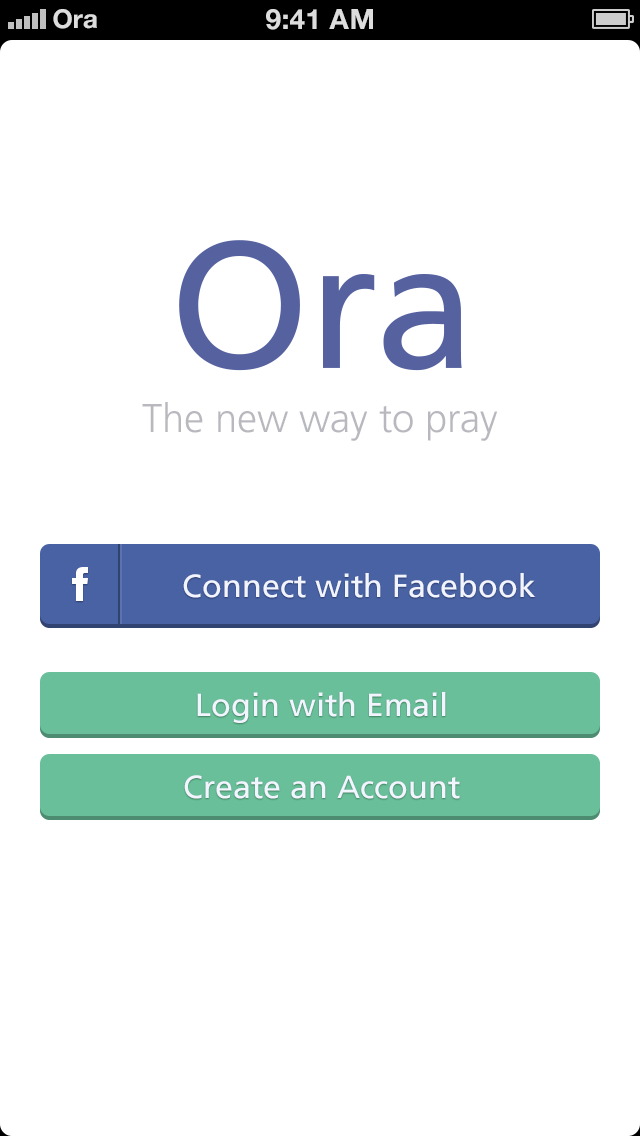 Ora 9:41 AM
Ora
The new way to pray
f Connect with Facebook
Login with Email
Create an Account